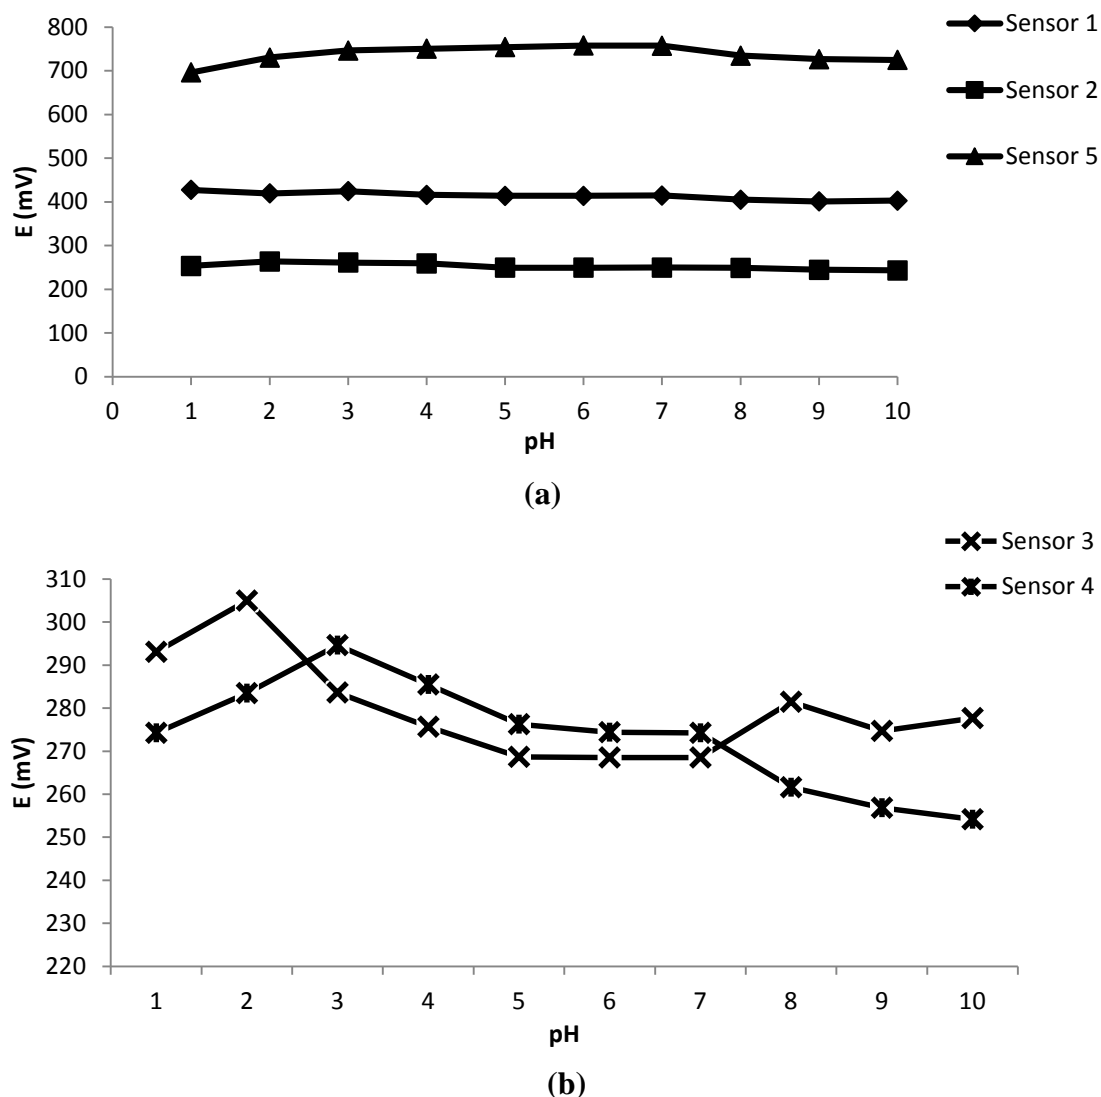 800
700
600
500
400
300
200
100
0
E (mV)
0 1 2 3 4 5 6 7 8 9 10
pH
Sensor 1
Sensor 2
Sensor 5
(a)
Sensor 3
Sensor 4
310
300
290
280
270
260
250
240
230
220
E (mV)
1 2 3 4 5 6 7 8 9 10
pH
(b)